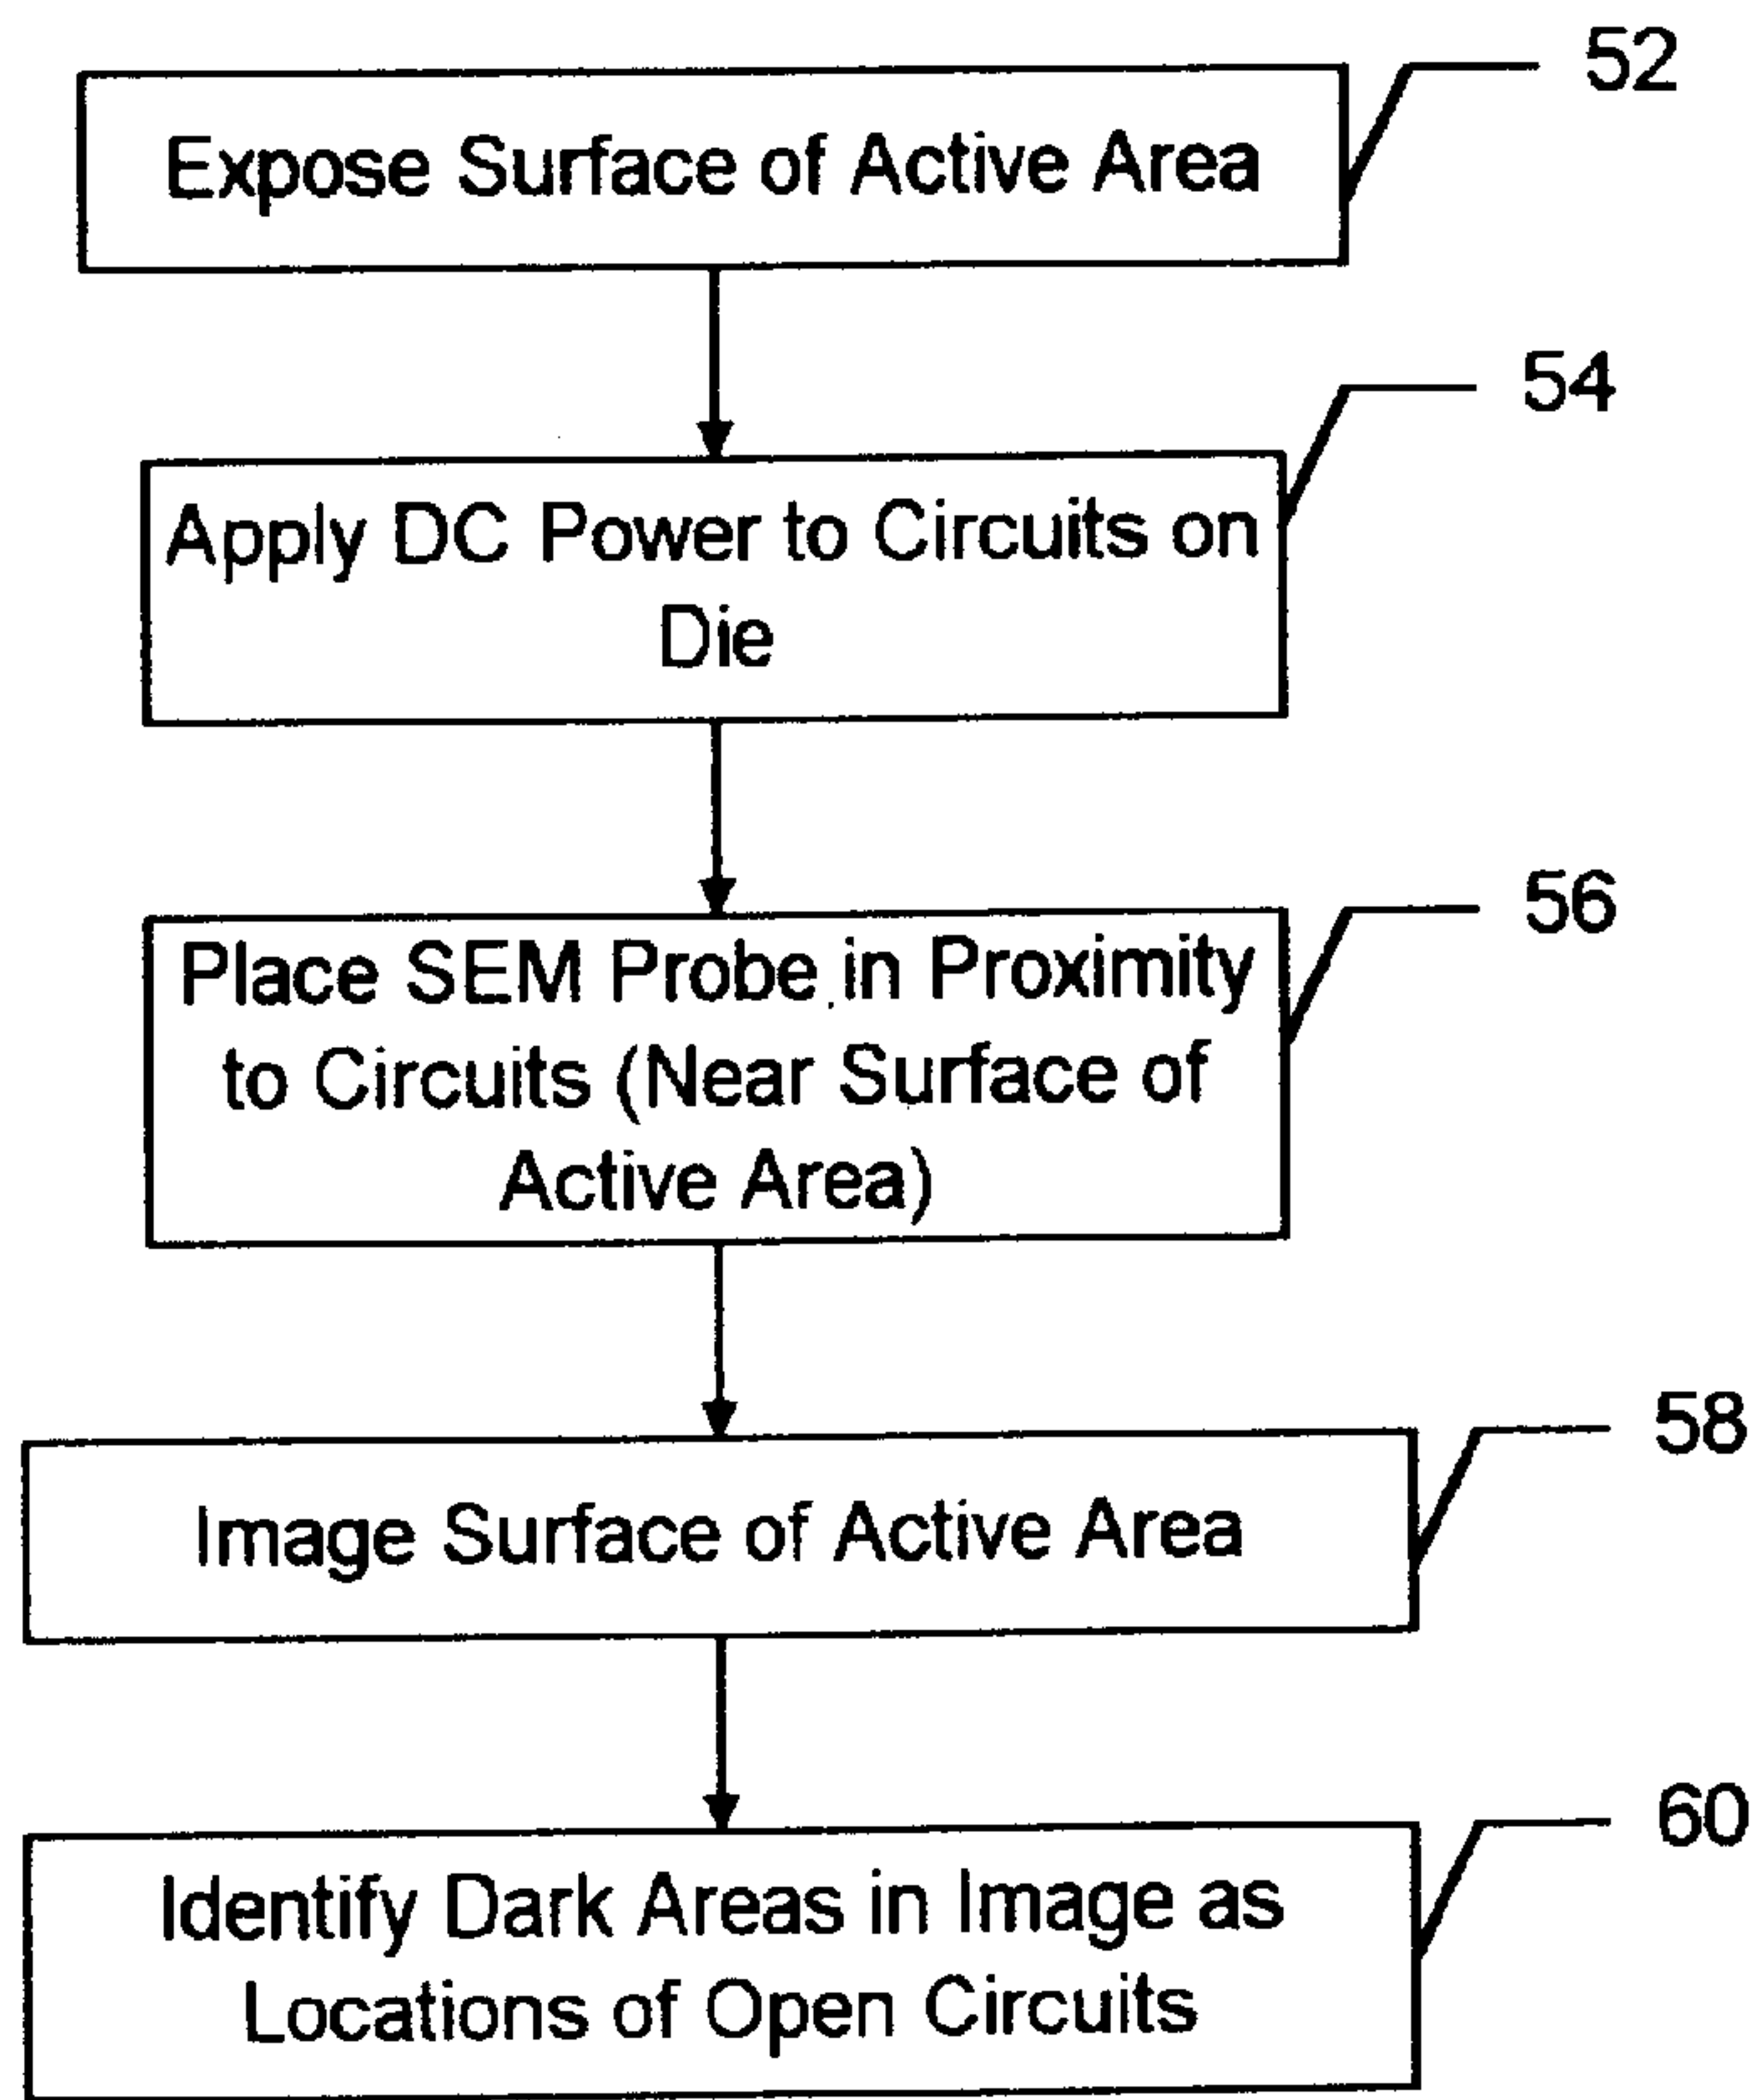 52
Expose Surface of Active Area
54
Apply DC Power to Circuits on
Die
56
Place SEM Probe in Proximity
to Circuits (Near Surface of
Active Area)
58
Image Surface of Active Area
60
Identify Dark Areas in Image as
Locations of Open Circuits